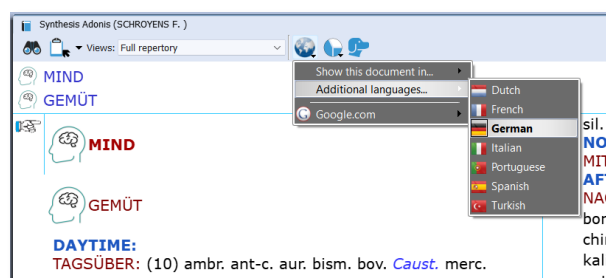 Synthesis Adonis (SCHROYENS F. )
Views: Full repertory
MIND
GEMÜT
Show this document in...
Additional languages...
Google.com
Dutch
French
German
Italian
Portuguese
Spanish
Turkish
MIND
GEMÜT
DAYTIME:
TAGSÜBER: (10) ambr. ant-c. aur. bism. bov. Caust. merc.
sil.
NO
MIT
AFT
NAC
bor
chi
kal